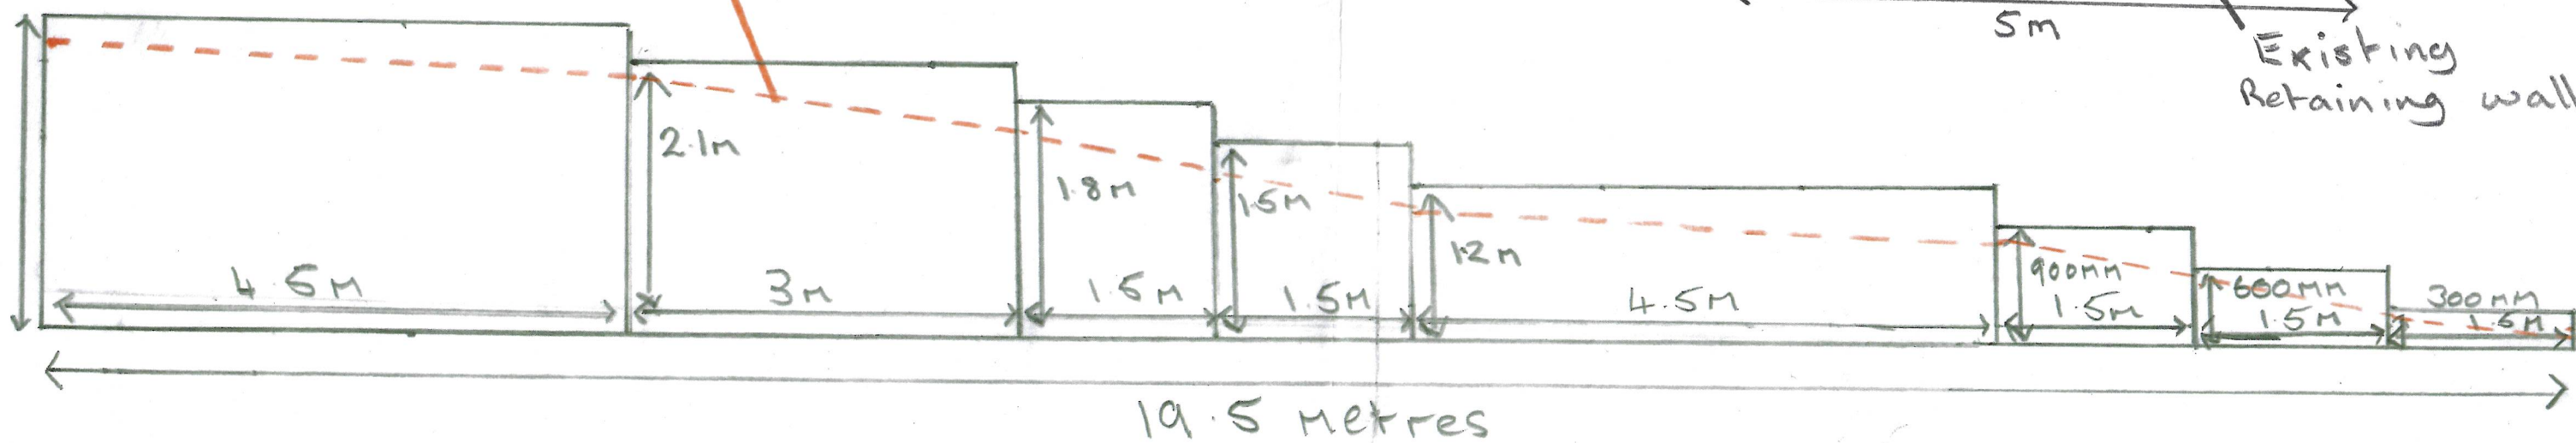 5m
Existing
Retaining wall
2.1m
1.8m
1.5m
1.2m
900mm
600mm
300mm
4.5m
3m
1.5m
1.5m
4.5m
1.5m
1.5m
1.5m
19.5 metres